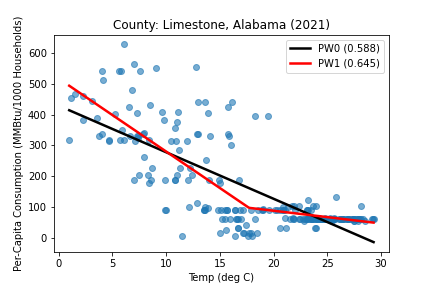 County: Limestone, Alabama (2021)
PW0 (0.588)
PW1 (0.645)
Per-Capita Consumption (MMBtu/1000 Households)
600
500
400
300
200
100
0
0 5 10 15 20 25 30
Temp (deg C)